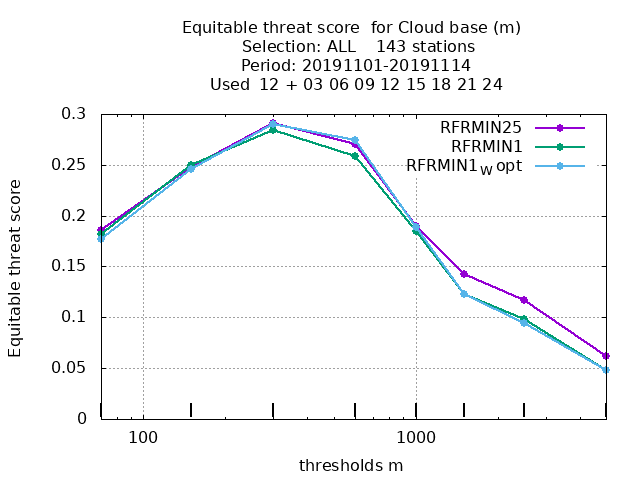 Equitable threat score  for Cloud base (m)
Selection: ALL    143 stations
Period: 20191101-20191114
Used  12 + 03 06 09 12 15 18 21 24
RFRMIN25
RFRMIN1
RFRMIN1W opt
Equitable threat score
0.3
0.25
0.2
0.15
0.1
0.05
0
100
1000
thresholds m